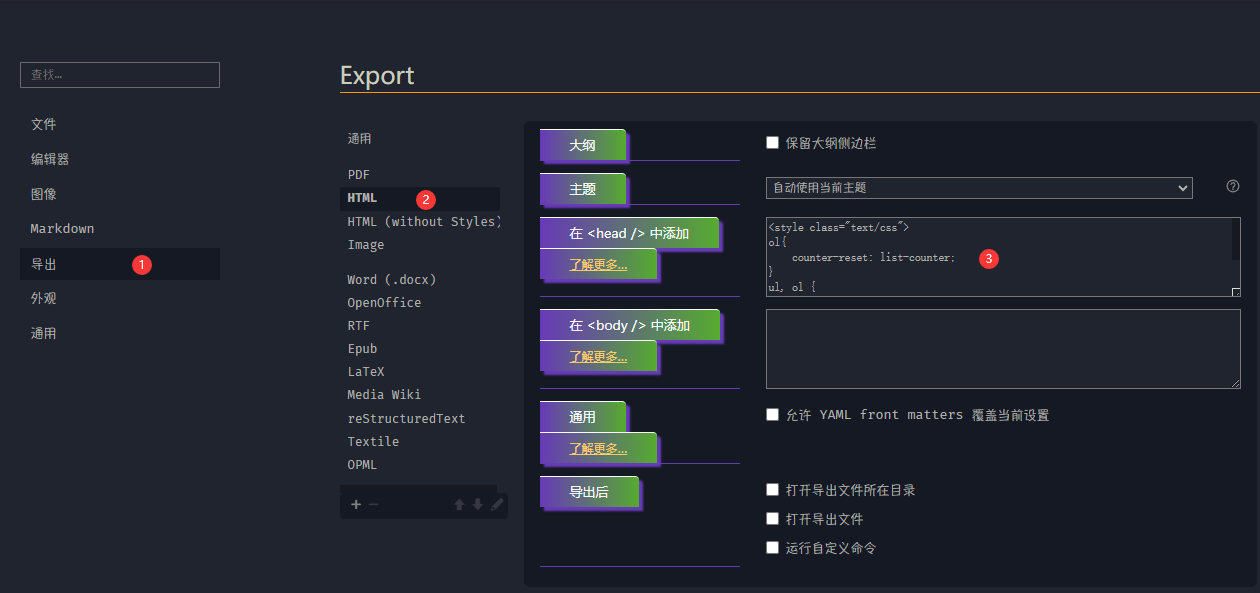 Export
查找...
文件
编辑器
图像
Markdown
导出
1
外观
通用
通用
PDF
HTML
2
HTML (without Styles)
Image
Word (.docx)
OpenOffice
RTF
Epub
LaTeX
Media Wiki
reStructuredText
Textile
OPML
大纲
保留大纲侧边栏
主题
自动使用当前主题
在 <head /> 中添加
了解更多...
<style class="text/css">
ol{
counter-reset: list-counter;
3
}
ul, ol {
在 <body /> 中添加
了解更多...
通用
允许 YAML front matters 覆盖当前设置
了解更多...
导出后
打开导出文件所在目录
打开导出文件
运行自定义命令